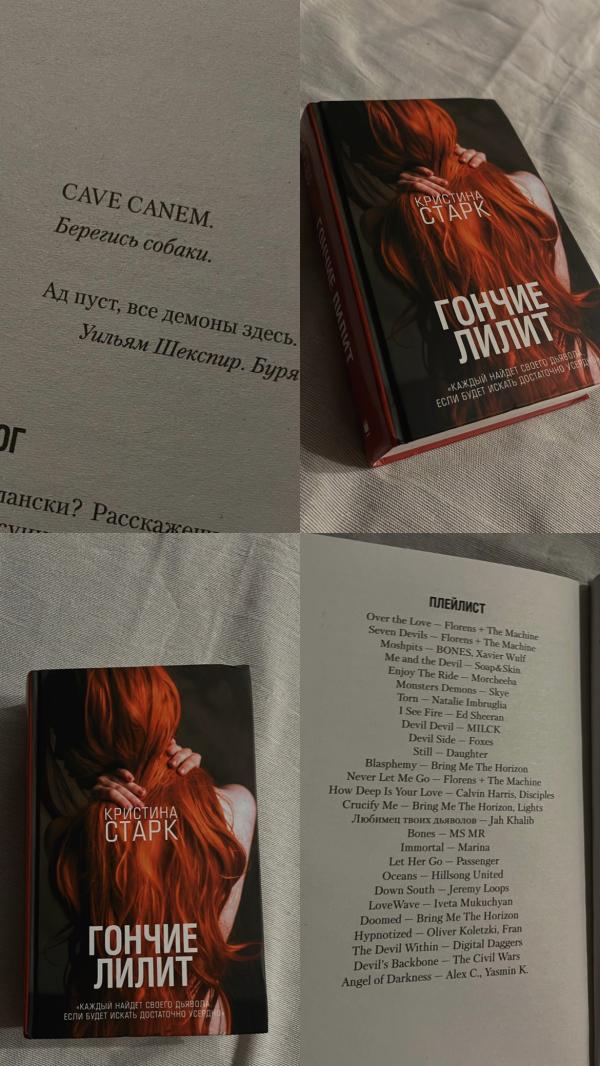 CAVE CANEM.
Берегись собаки.
Ад пуст, все демоны здесь.
Уильям Шекспир. Буря
ОГ
лански?
ГОНЧИЕ ЛИЛИТ
КРИСТИНА
СТАРК
ГОНЧИЕ
ЛИЛИТ
«КАЖДЫЙ НАЙДЕТ СВОЕГО ДЬЯВОЛА,
ЕСЛИ БУДЕТ ИСКАТЬ ДОСТАТОЧНО
КРИСТИНА
СТАРК
ГОНЧИЕ
ЛИЛИТ
«КАЖДЫЙ НАЙДЕТ СВОЕГО ДЬЯВОЛА,
ЕСЛИ БУДЕТ ИСКАТЬ ДОСТАТОЧНО УСЕРДНО»
ПЛЕЙЛИСТ
Over the Love — Florens + The Machine
Seven Devils — Florens + The Machine
Moshpits — BONES, Xavier Wulf
Me and the Devil — Soap&Skin
Enjoy The Ride — Morcheeba
Monsters Demons — Skye
Torn — Natalie Imbruglia
I See Fire — Ed Sheeran
Devil Devil — MILCK
Devil Side — Foxes
Still — Daughter
Blasphemy — Bring Me The Horizon
Never Let Me Go — Florens + The Machine
How Deep Is Your Love — Calvin Harris, Disciples
Crucify Me — Bring Me The Horizon, Lights
Любимец твоих дьяволов — Jah Khalib
Bones — MS MR
Immortal — Marina
Let Her Go — Passenger
Oceans — Hillsong United
Down South — Jeremy Loops
LoveWave — Iveta Mukuchyan
Doomed — Bring Me The Horizon
Hypnotized — Oliver Koletzki, Fran
The Devil Within — Digital Daggers
Devil's Backbone — The Civil Wars
Angel of Darkness — Alex C., Yasmin K.